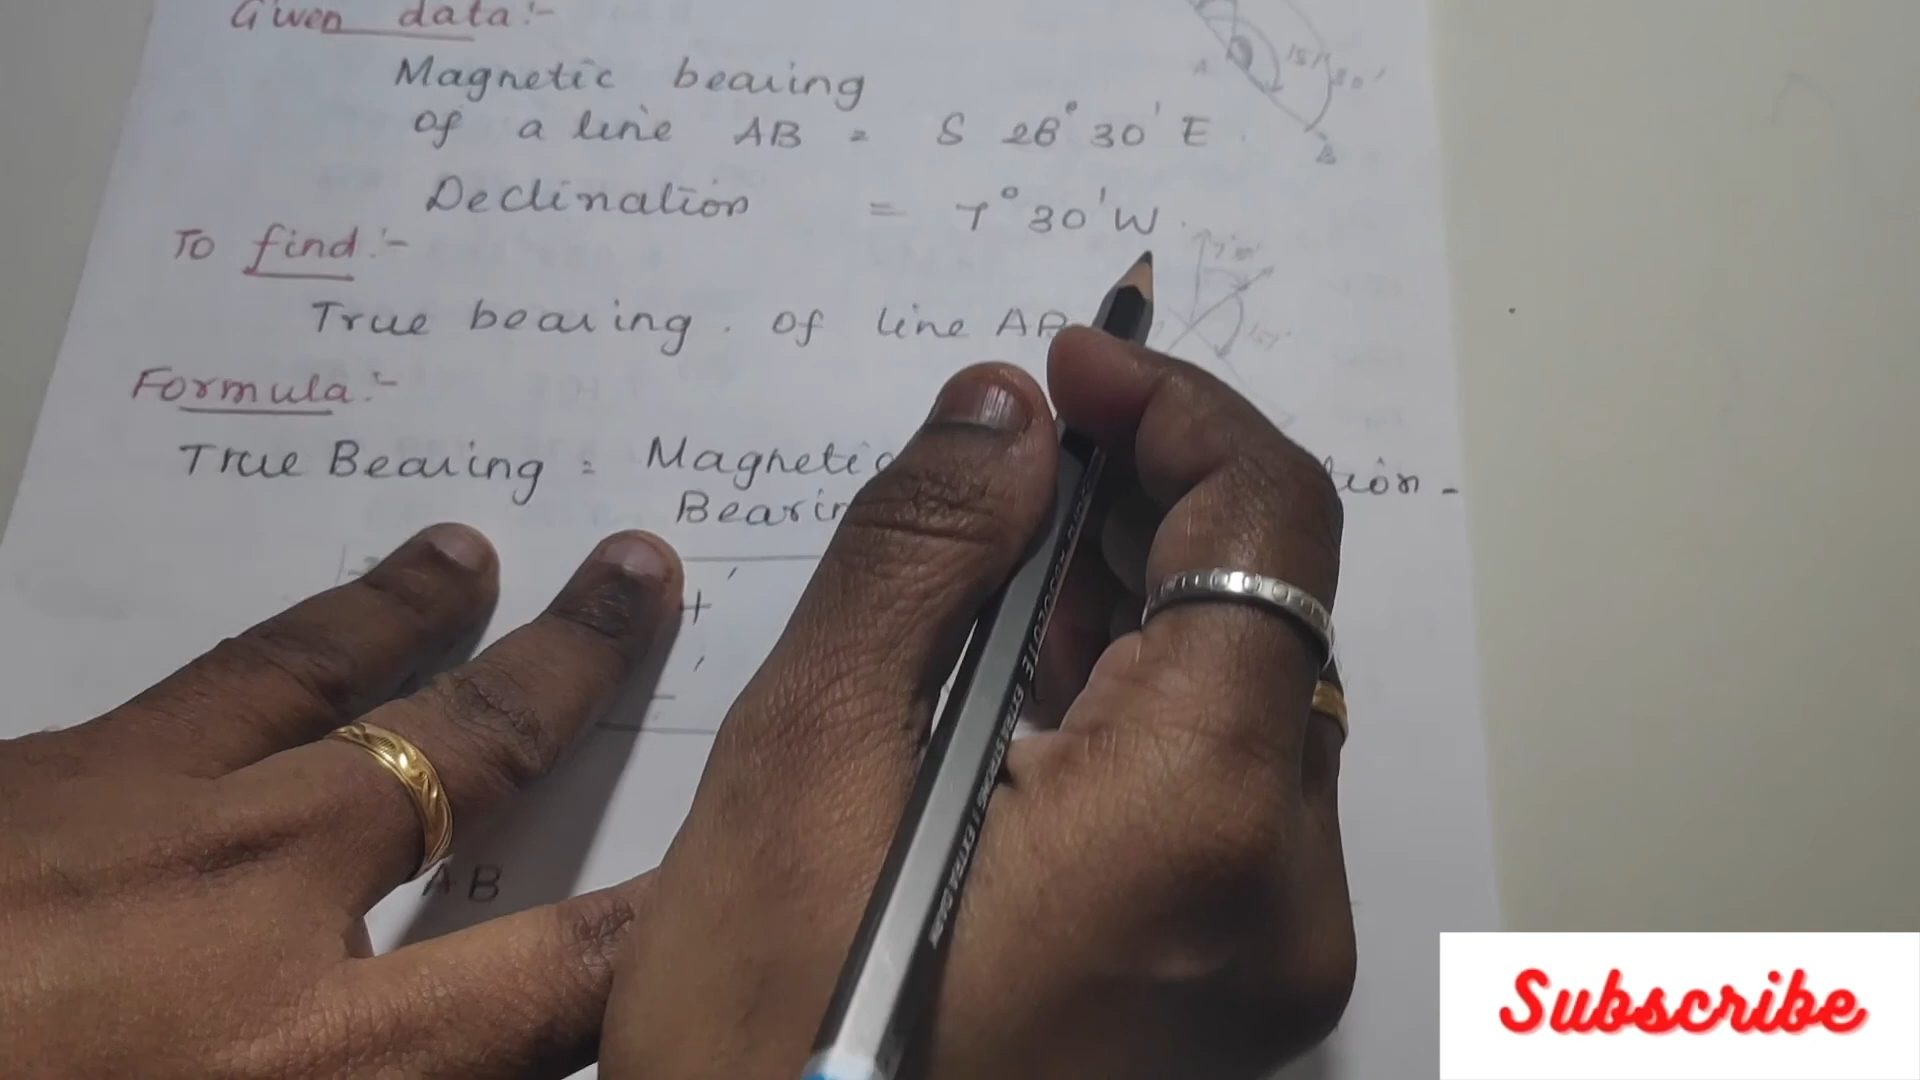 Given data:-
Magnetic bearing
of a line AB = S 28° 30' E.
Declination = 7° 30' W.
To find:-
True bearing of line AB
Formula:-
True Bearing = Magnetic
Bearin
+
AB
Subscribe